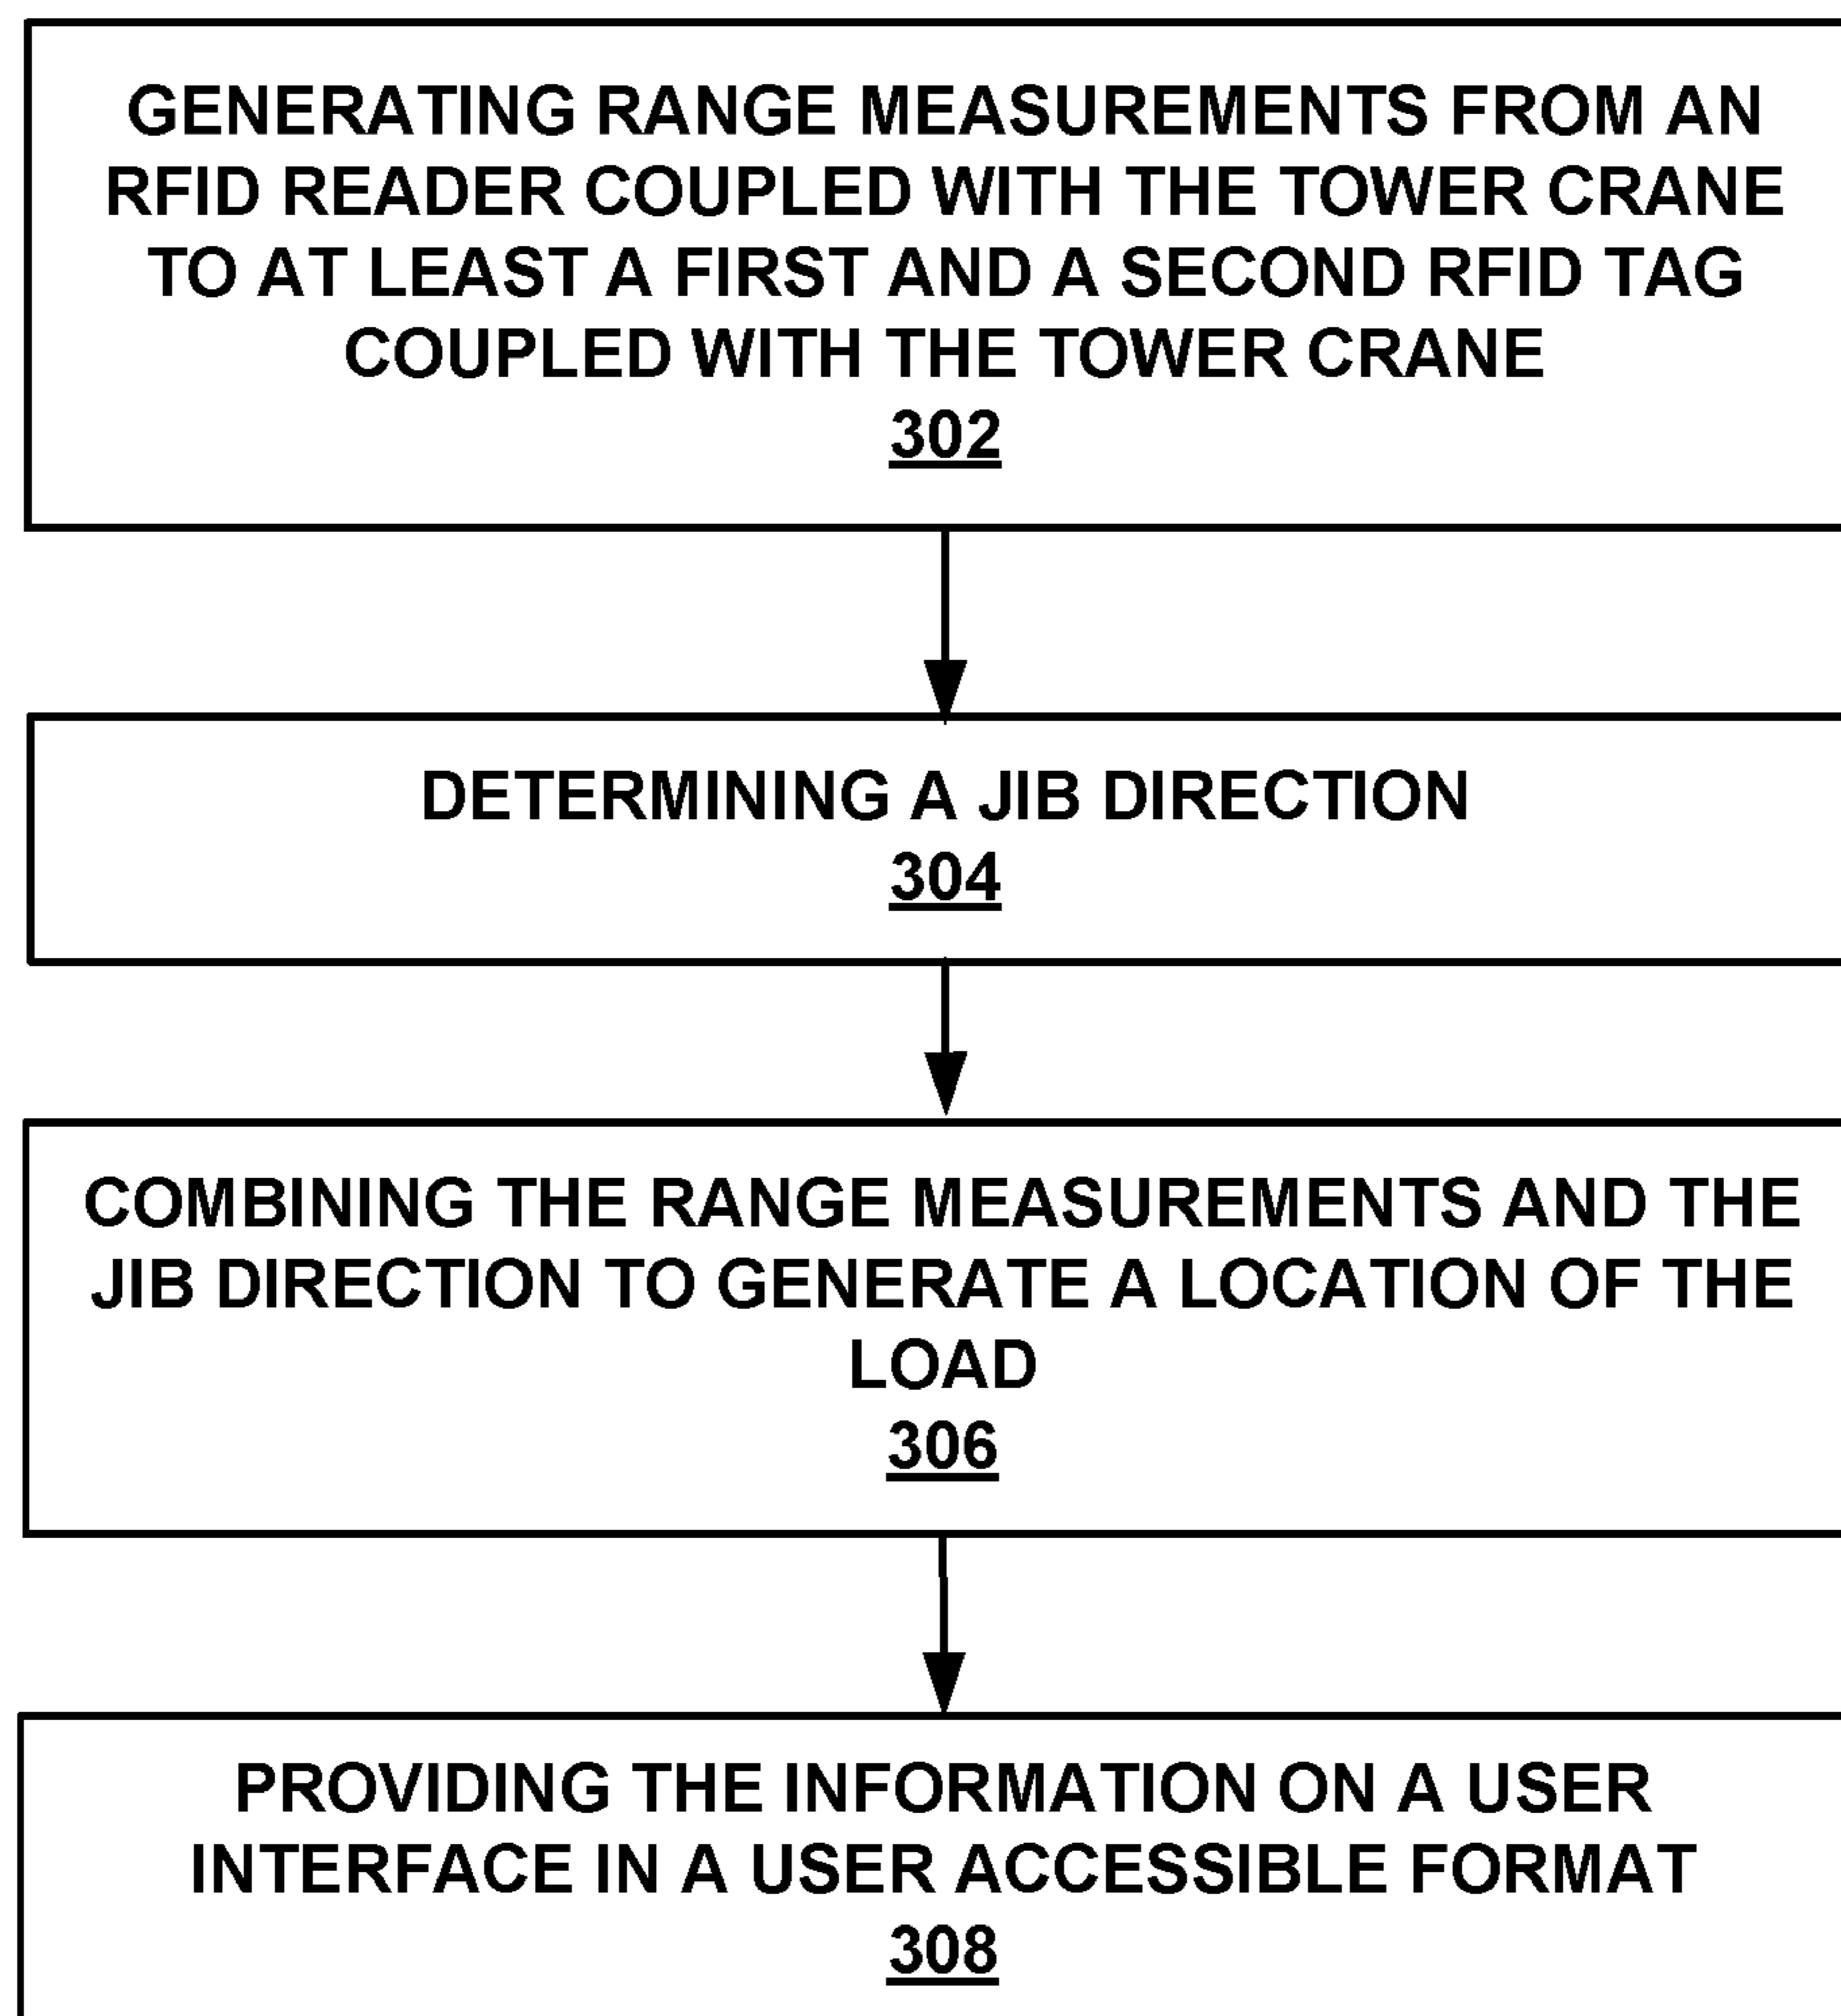 GENERATING RANGE MEASUREMENTS FROM AN
RFID READER COUPLED WITH THE TOWER CRANE
TO AT LEAST A FIRST AND A SECOND RFID TAG
COUPLED WITH THE TOWER CRANE
302
DETERMINING A JIB DIRECTION
304
COMBINING THE RANGE MEASUREMENTS AND THE
JIB DIRECTION TO GENERATE A LOCATION OF THE
LOAD
306
PROVIDING THE INFORMATION ON A USER
INTERFACE IN A USER ACCESSIBLE FORMAT
308